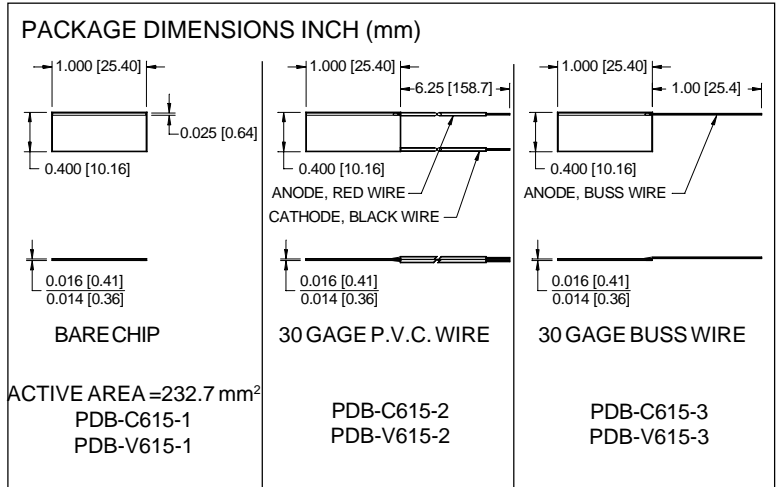 PACKAGE DIMENSIONS INCH (mm)
1.000 [25.40]
0.025 [0.64]
0.400 [10.16]
0.016 [0.41]
0.014 [0.36]
BARE CHIP
ACTIVE AREA =232.7 mm²
PDB-C615-1
PDB-V615-1
1.000 [25.40]
6.25 [158.7]
0.400 [10.16]
ANODE, RED WIRE
CATHODE, BLACK WIRE
0.016 [0.41]
0.014 [0.36]
30 GAGE P.V.C. WIRE
PDB-C615-2
PDB-V615-2
1.000 [25.40]
1.00 [25.4]
0.400 [10.16]
ANODE, BUSS WIRE
0.016 [0.41]
0.014 [0.36]
30 GAGE BUSS WIRE
PDB-C615-3
PDB-V615-3